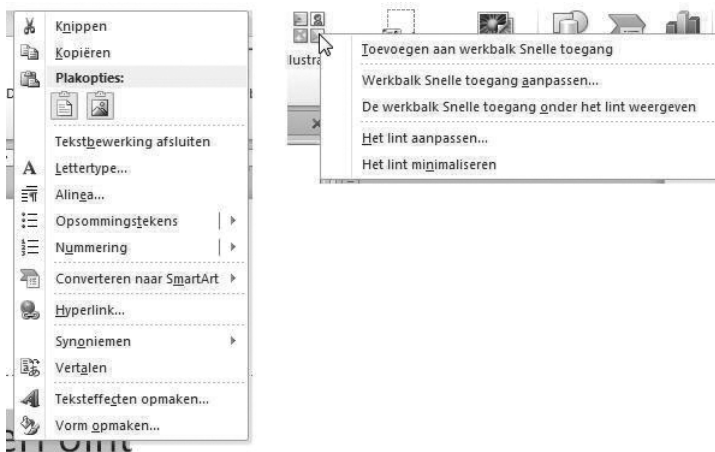 Knippen
Kopiëren
Plakopties:
Tekstbewerking afsluiten
Lettertype...
Alinea...
Opsommingstekens
Nummering
Converteren naar SmartArt
Hyperlink...
Synoniemen
Vertalen
Teksteffecten opmaken...
Vorm opmaken...
Illustra
Toevoegen aan werkbalk Snelle toegang
Werkbalk Snelle toegang aanpassen...
De werkbalk Snelle toegang onder het lint weergeven
Het lint aanpassen...
Het lint minimaliseren